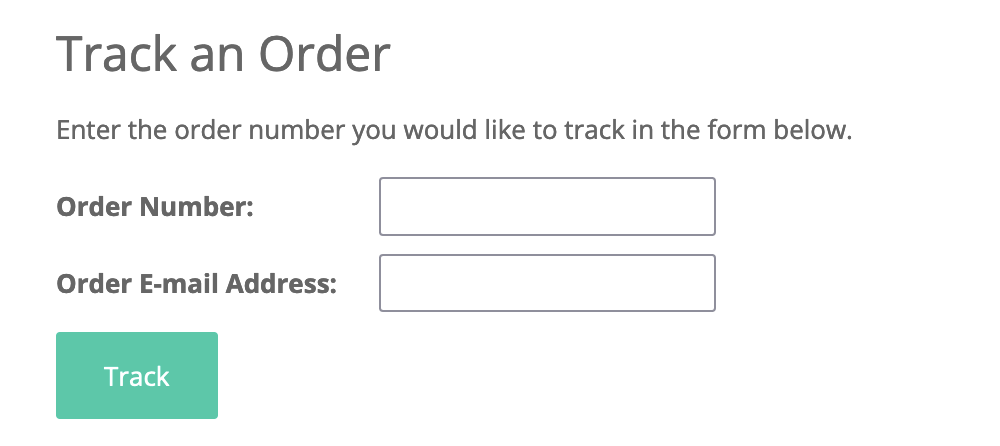 Track an Order
Enter the order number you would like to track in the form below.
Order Number:
Order E-mail Address:
Track